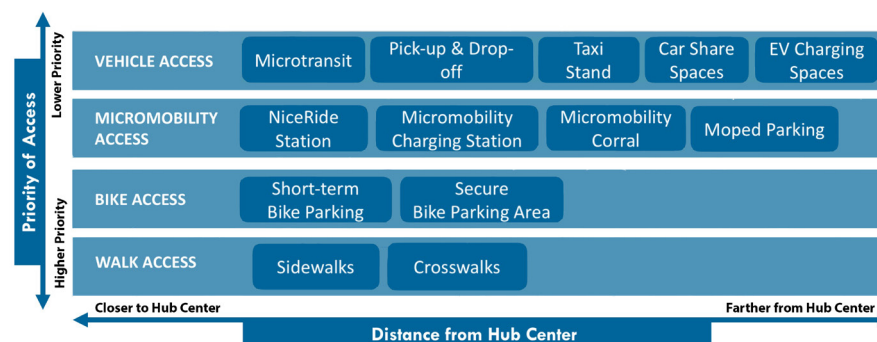 Priority of Access
Lower Priority
Higher Priority
VEHICLE ACCESS
Microtransit
Pick-up & Drop-
off
Taxi
Stand
Car Share
Spaces
EV Charging
Spaces
MICROMOBILITY
ACCESS
NiceRide
Station
Micromobility
Charging Station
Micromobility
Corral
Moped Parking
BIKE ACCESS
Short-term
Bike Parking
Secure
Bike Parking Area
WALK ACCESS
Sidewalks
Crosswalks
Closer to Hub Center
Farther from Hub Center
Distance from Hub Center